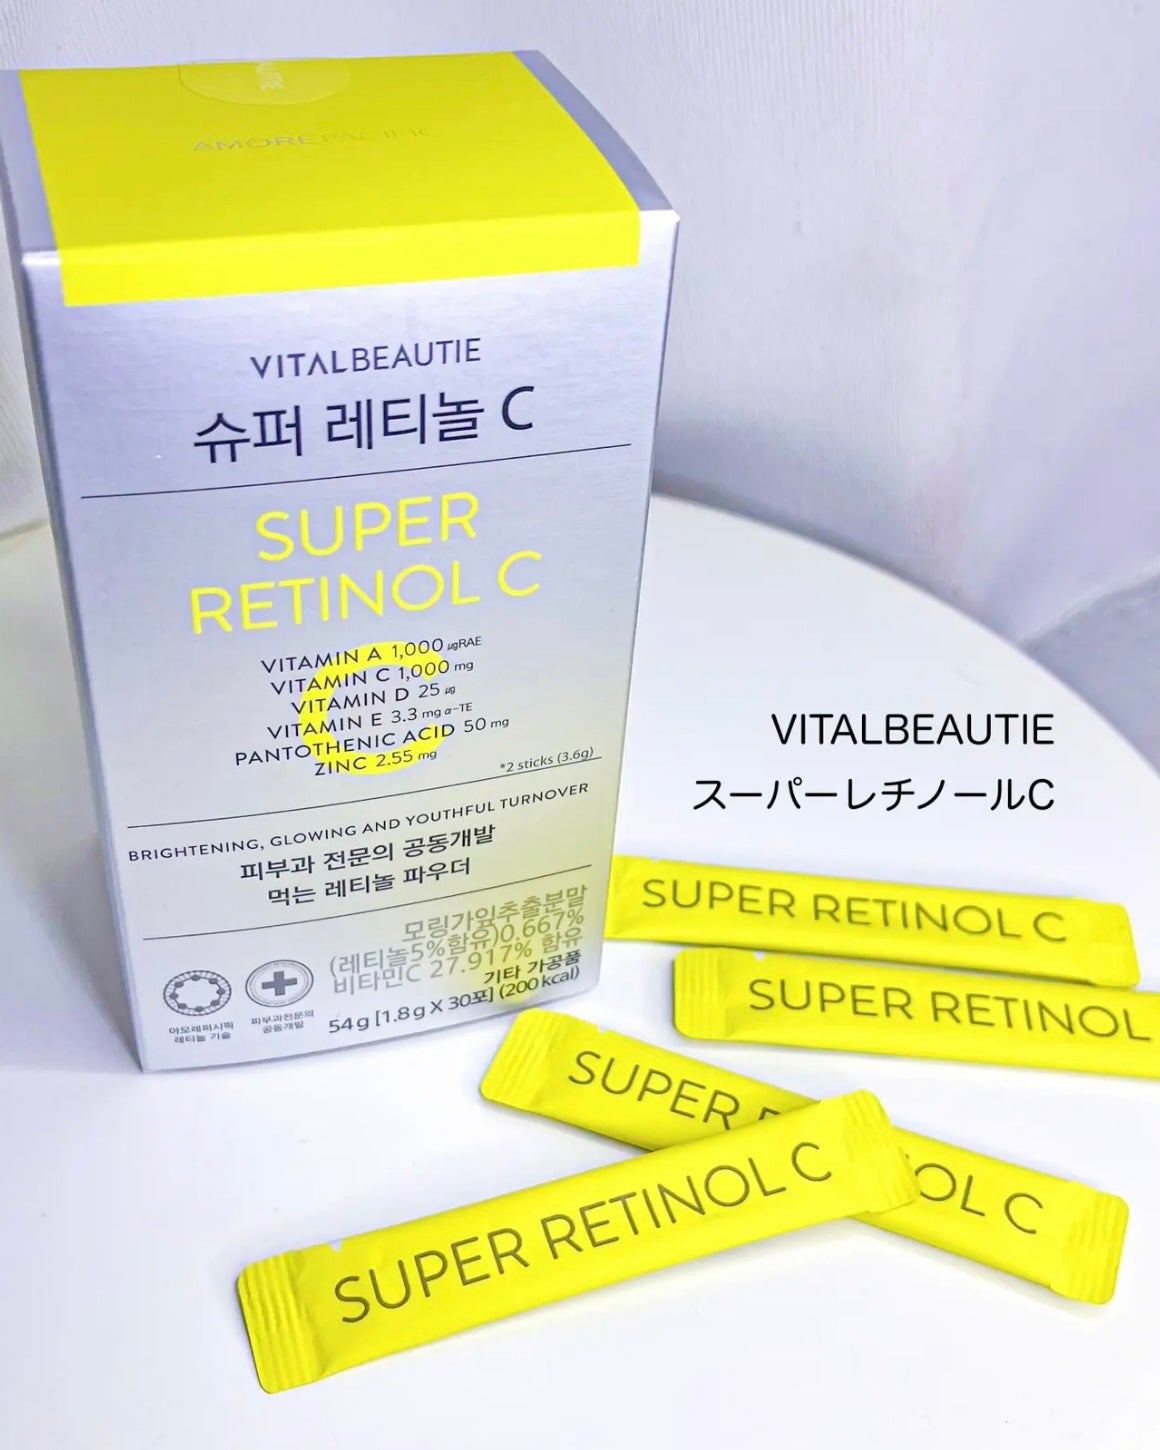 AMOREPACIFIC
VITALBEAUTIE
슈퍼 레티놀 C
SUPER
RETINOL C
C
VITAMIN A 1,000 μgRAE
VITAMIN C 1,000 mg
VITAMIN D 25 μg
VITAMIN E 3.3 mg α-TE
PANTOTHENIC ACID 50 mg
ZINC 2.55 mg
*2 sticks (3.6g)
BRIGHTENING, GLOWING AND YOUTHFUL TURNOVER
피부과 전문의 공동개발
먹는 레티놀 파우더
모링가잎추출분말
(레티놀5%함유)0.667%
비타민C 27.917% 함유
기타 가공품
54g [1.8g X 30포] (200 kcal)
아모레퍼시픽
레티놀 기술
피부과전문의
공동개발
VITALBEAUTIE
スーパーレチノールC
SUPER RETINOL C
SUPER RETINOL
SUPER
OL C
SUPER RETINOL C